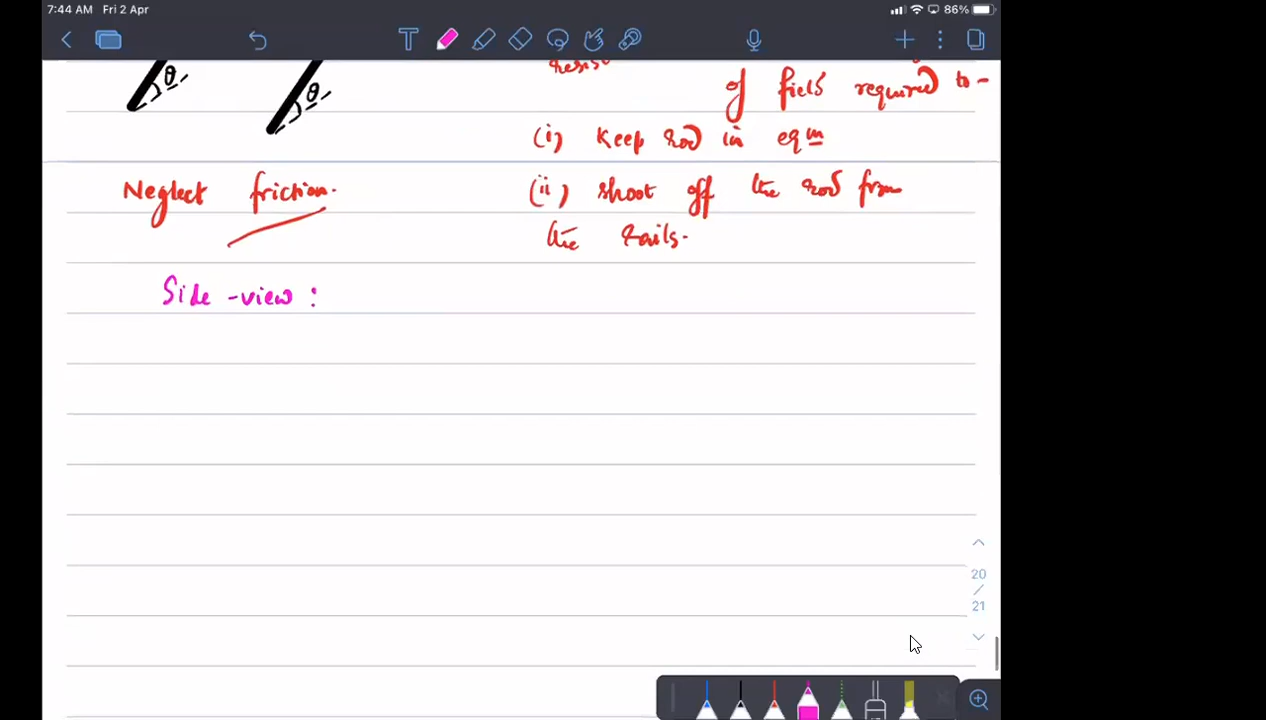 7:44 AM Fri 2 Apr
86%
T
θ
θ
resis
of field required to-
(i) keep rod in eqm
Neglect friction.
(ii) shoot off the rod from
the rails.
Side-view :
20
/
21